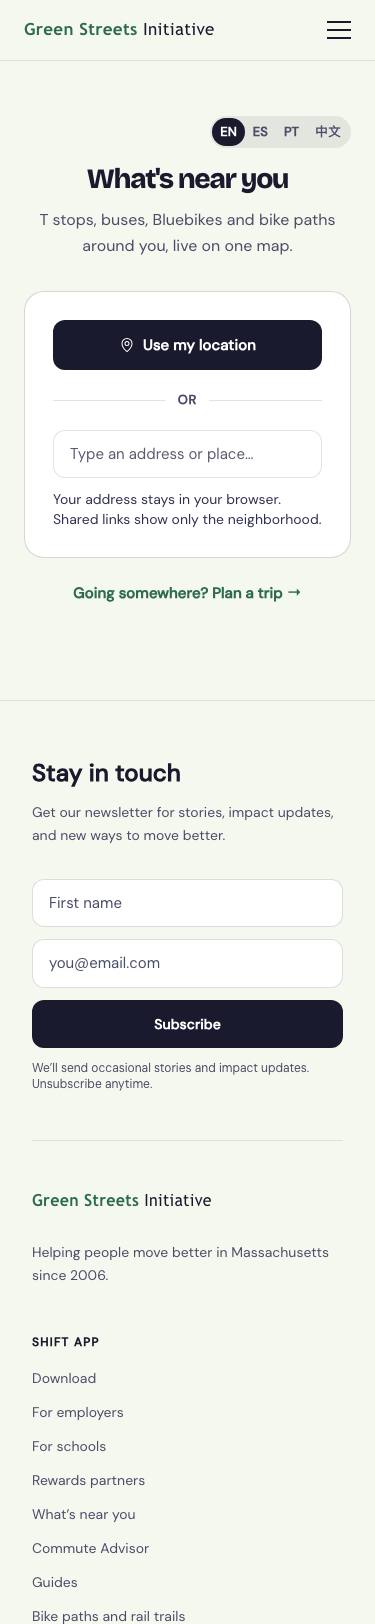 Green Streets Initiative
EN ES PT 中文
What's near you
T stops, buses, Bluebikes and bike paths
around you, live on one map.
Use my location
OR
Type an address or place…
Your address stays in your browser.
Shared links show only the neighborhood.
Going somewhere? Plan a trip →
Stay in touch
Get our newsletter for stories, impact updates,
and new ways to move better.
First name
you@email.com
Subscribe
We’ll send occasional stories and impact updates.
Unsubscribe anytime.
Green Streets Initiative
Helping people move better in Massachusetts
since 2006.
SHIFT APP
Download
For employers
For schools
Rewards partners
What’s near you
Commute Advisor
Guides
Bike paths and rail trails